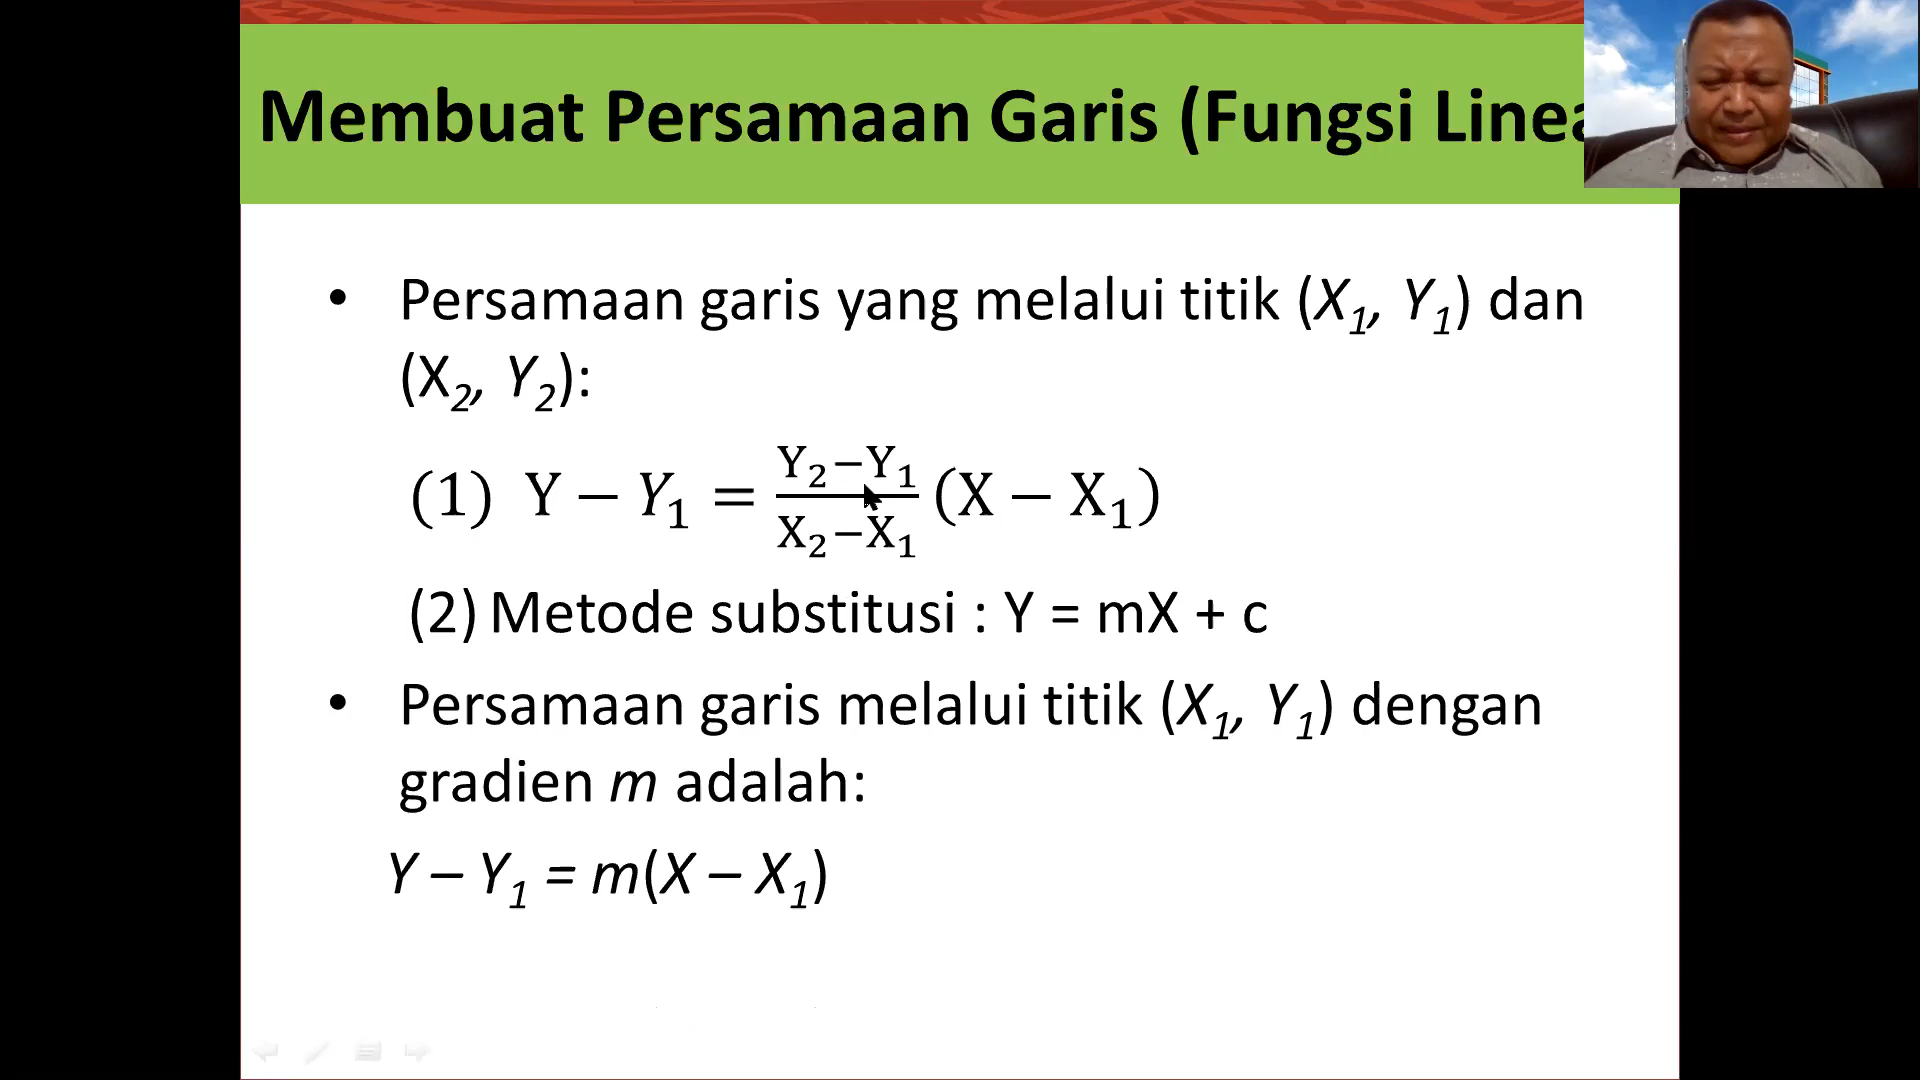 Membuat Persamaan Garis (Fungsi Linea
• Persamaan garis yang melalui titik (X₁, Y₁) dan
(X₂, Y₂):
(1) Y − Y₁ = \frac{Y₂−Y₁}{X₂−X₁} (X − X₁)
(2) Metode substitusi : Y = mX + c
• Persamaan garis melalui titik (X₁, Y₁) dengan
gradien m adalah:
Y – Y₁ = m(X – X₁)